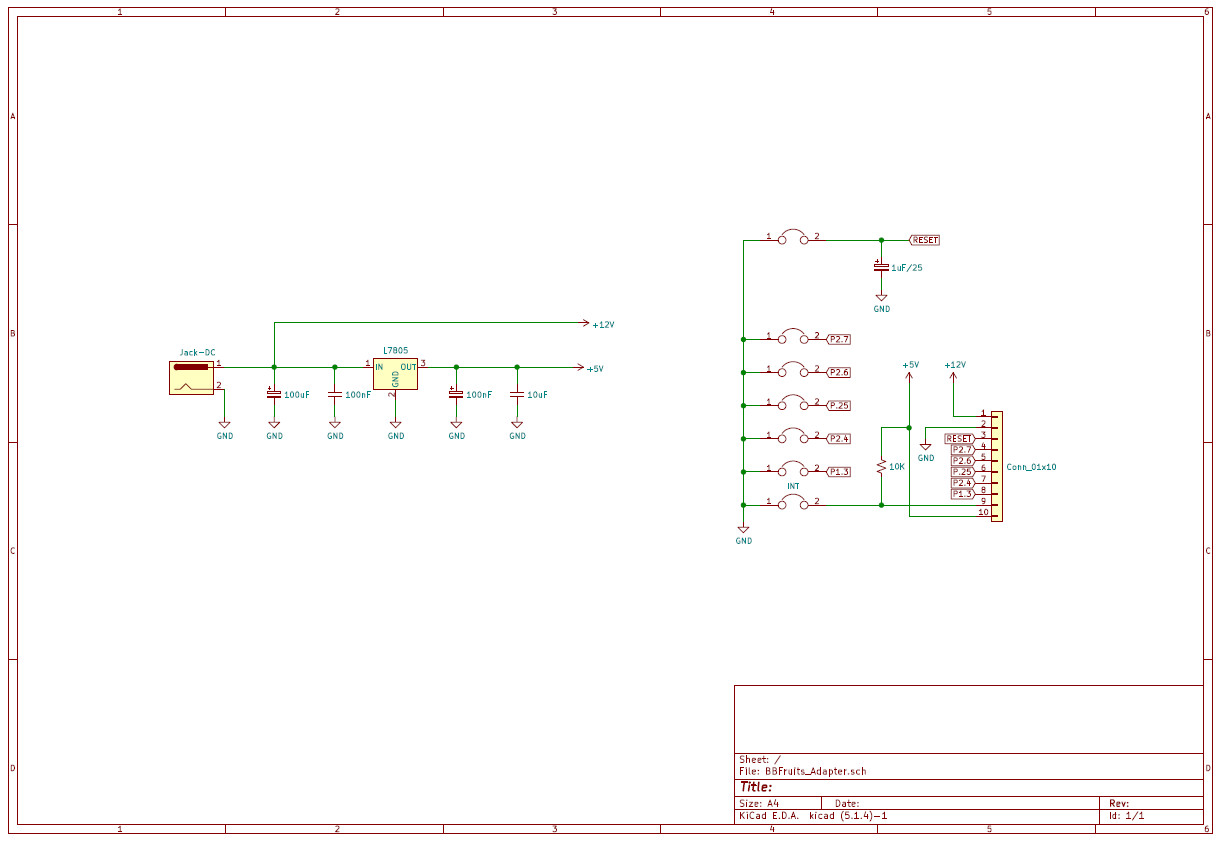 1 2 3 4 5 6
A A
1 2 RESET
1uF/25
GND
+12V
B B
1 2 P2.7
Jack-DC L7805
1 1 IN OUT 3 +5V
GND
2
2
100uF 100nF 100nF 10uF
GND GND GND GND GND
1 2 P2.6
+5V +12V
1 2 P.25
1 2 P2.4
1 2 P1.3
INT
1 2
10K
GND
GND
1
2
RESET 3
P2.7 4
P2.6 5
P.25 6
P2.4 7
P1.3 8
9
10
Conn_01x10
C C
D D
Sheet: /
File: BBFruits_Adapter.sch
Title:
Size: A4 Date: Rev:
KiCad E.D.A. kicad (5.1.4)-1 Id: 1/1
1 2 3 4 5 6